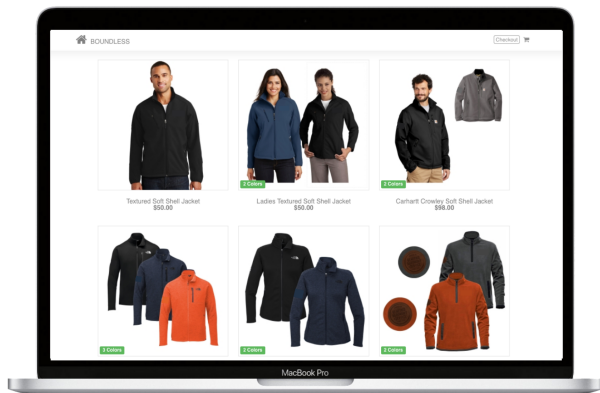 BOUNDLESS
Checkout
2 Colors
2 Colors
Textured Soft Shell Jacket
$50.00
Ladies Textured Soft Shell Jacket
$50.00
Carhartt Crowley Soft Shell Jacket
$98.00
3 Colors
2 Colors
2 Colors
MacBook Pro